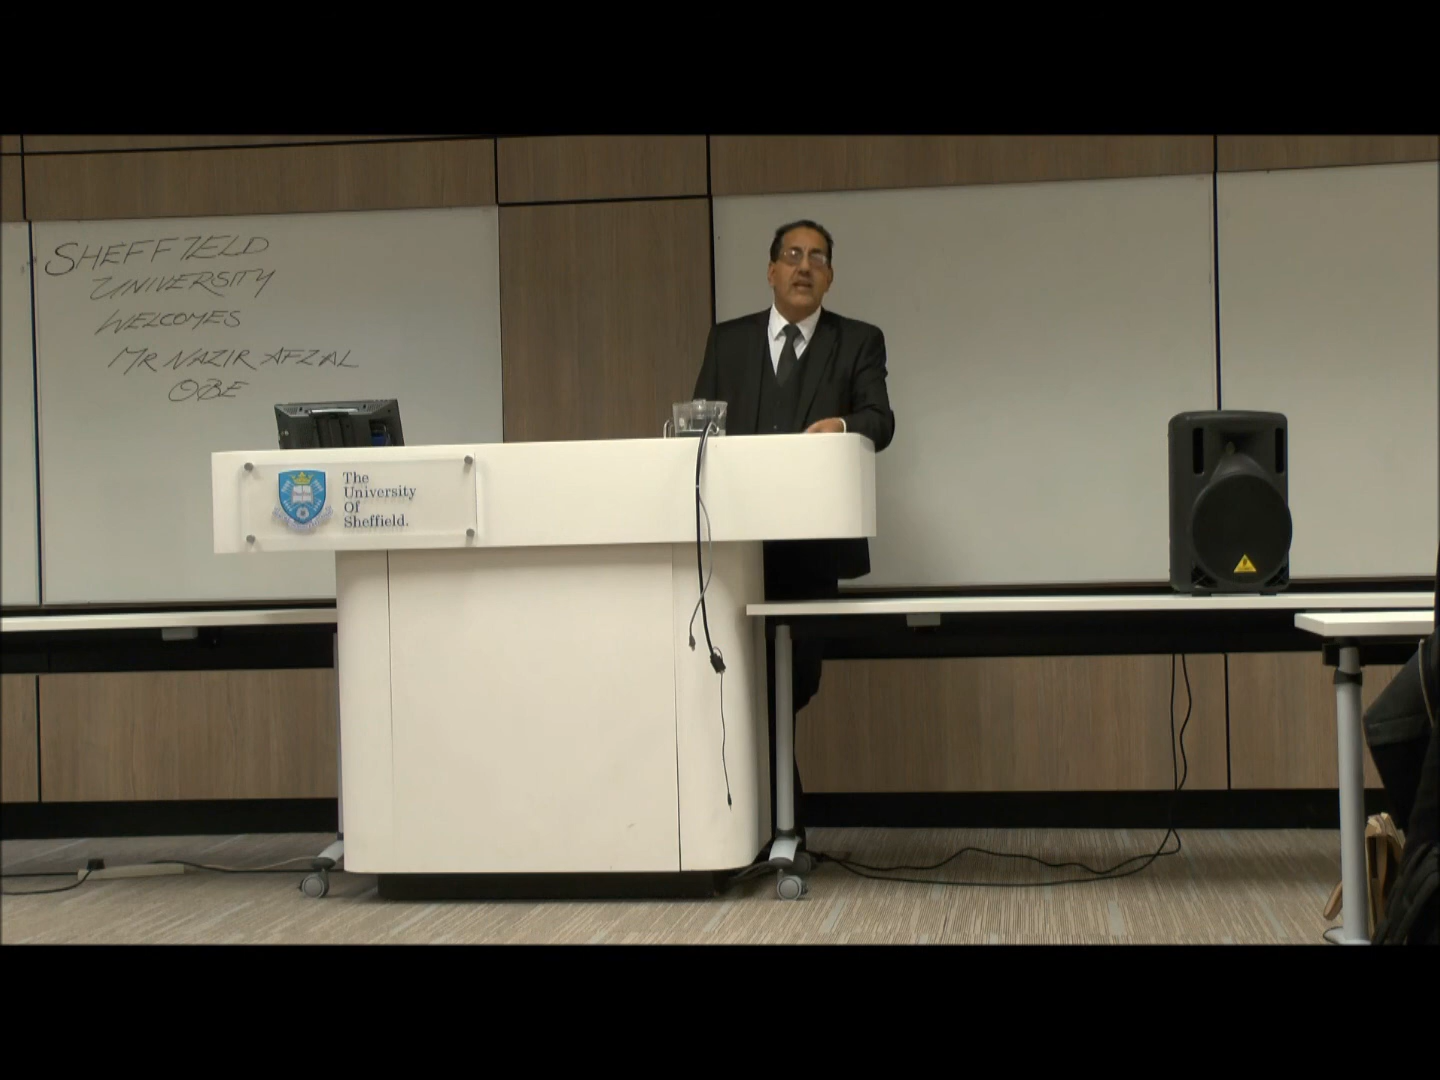 SHEFFIELD
UNIVERSITY
WELCOMES
MR NAZIR AFZAL
OBE
The
University
Of
Sheffield.